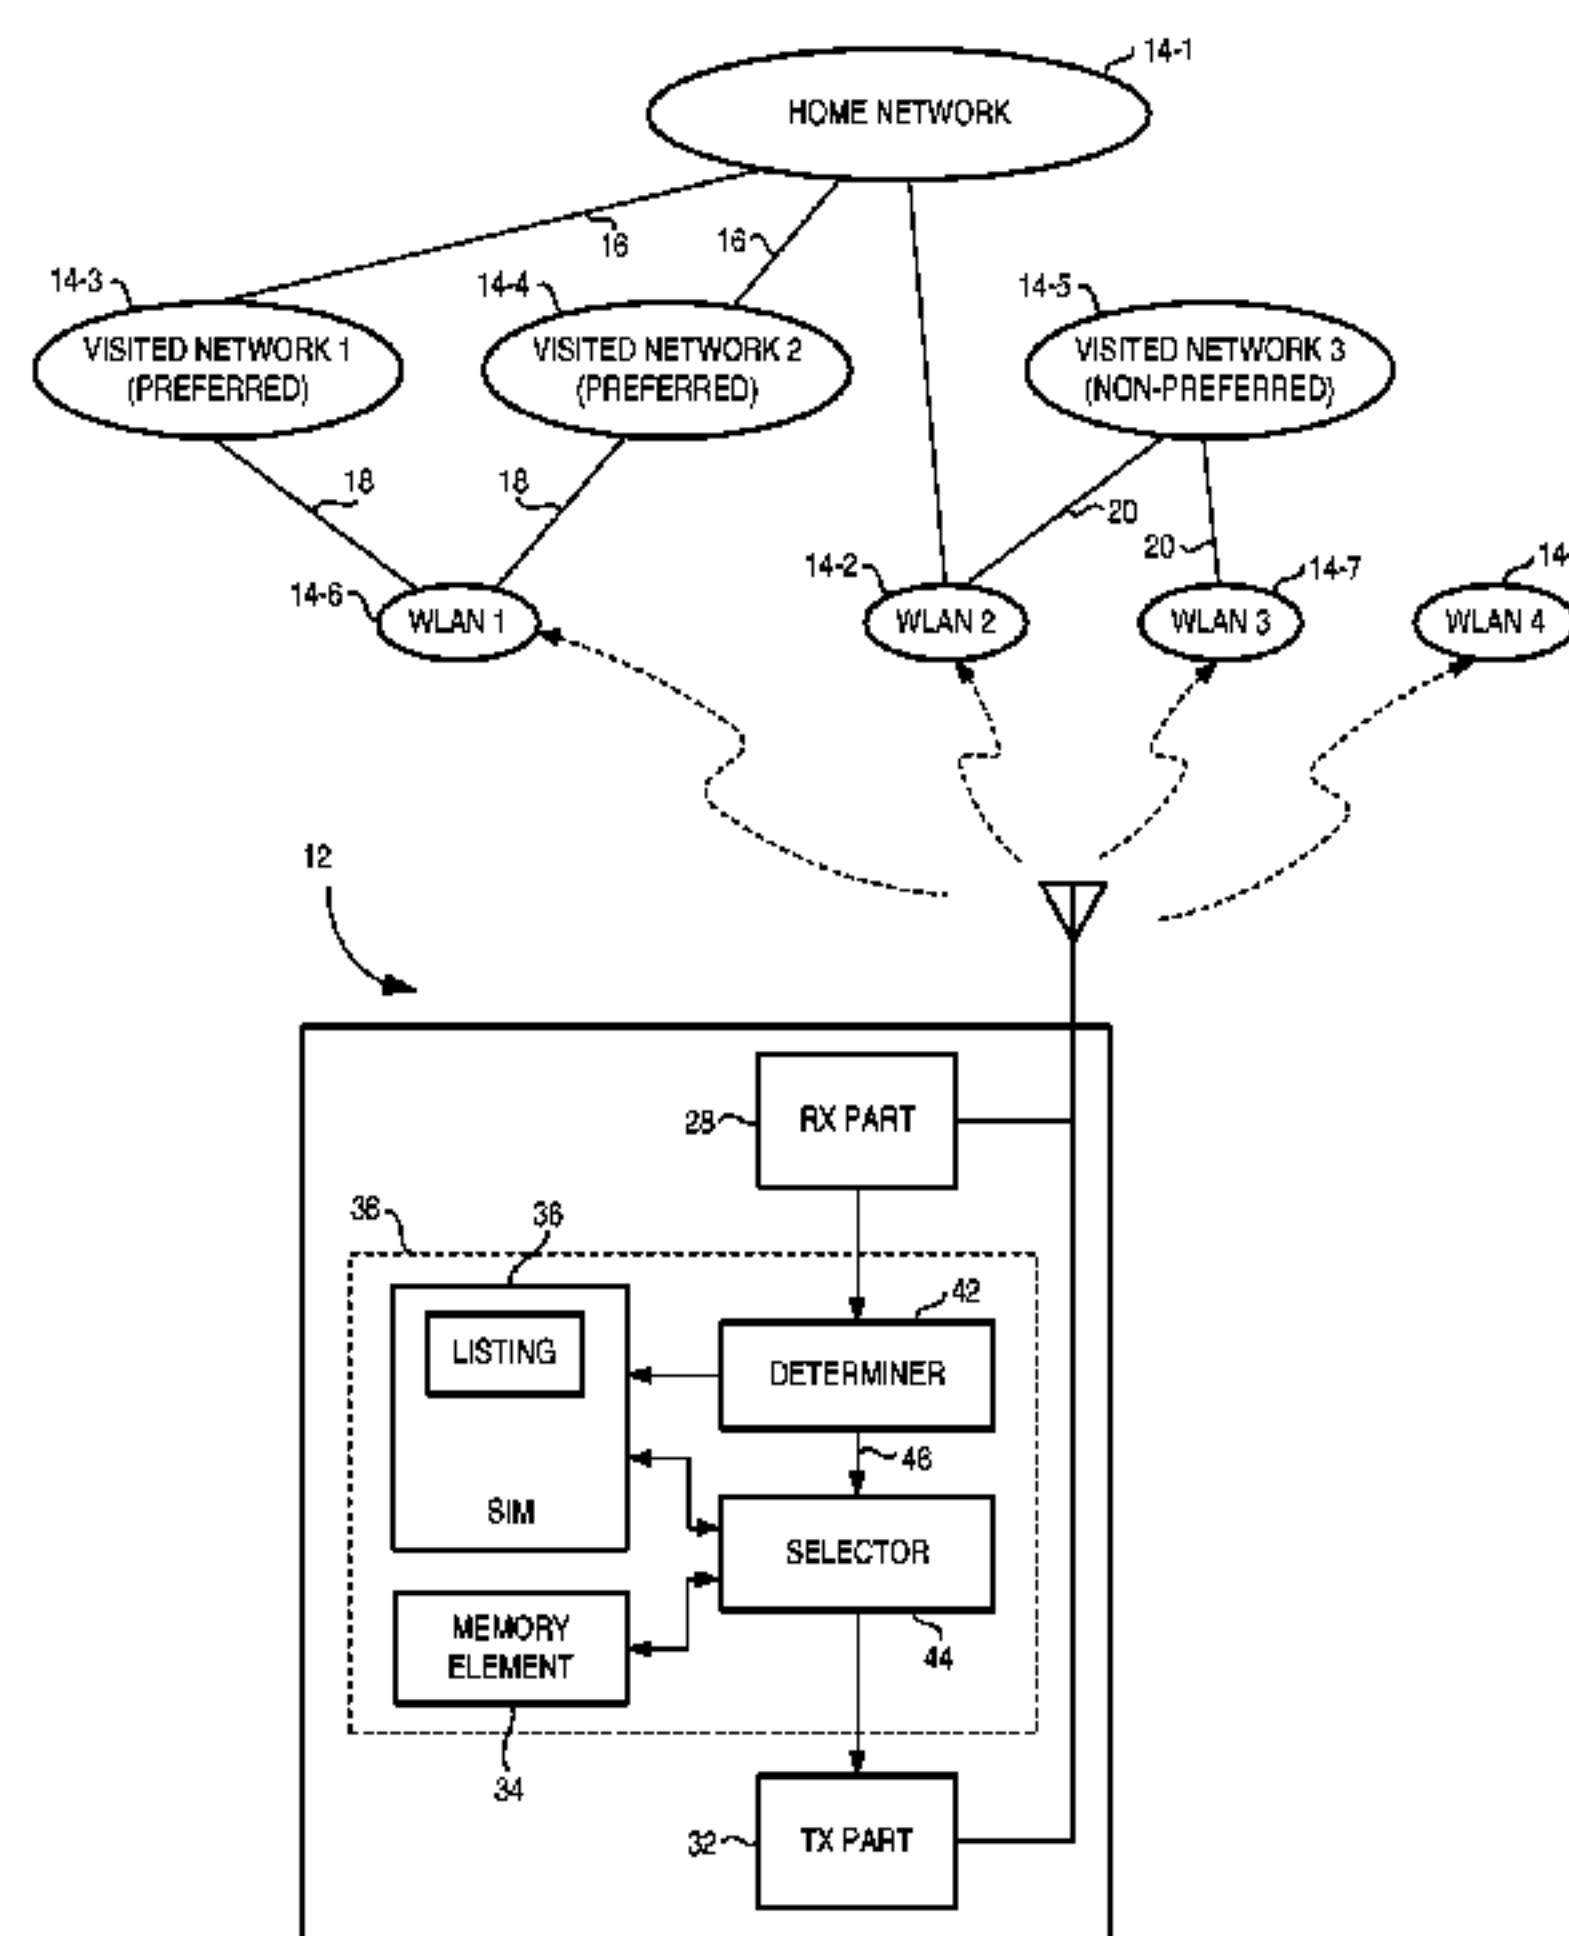 14-1
HOME NETWORK
16
16
14-3
14-4
14-5
VISITED NETWORK 1
(PREFERRED)
VISITED NETWORK 2
(PREFERRED)
VISITED NETWORK 3
(NON-PREFERRED)
18
18
20
20
14-6
14-2
14-7
14-
WLAN 1
WLAN 2
WLAN 3
WLAN 4
12
28
RX PART
36
36
42
LISTING
DETERMINER
46
SIM
SELECTOR
MEMORY
ELEMENT
44
34
32
TX PART